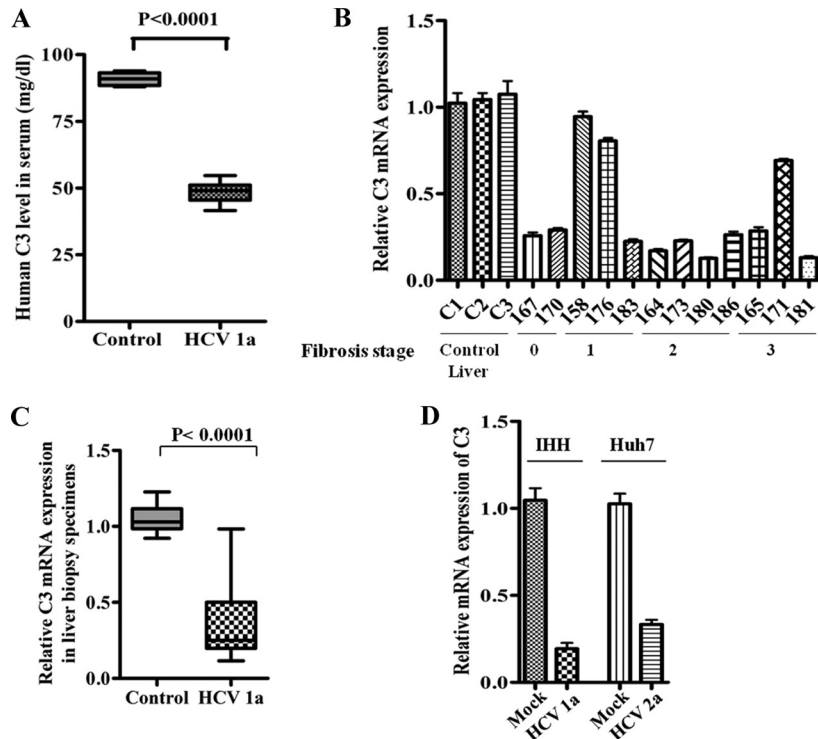 A
P<0.0001
Human C3 level in serum (mg/dl)
100
75
50
25
0
Control HCV 1a
B
Relative C3 mRNA expression
1.5
1.0
0.5
0.0
C1 C2 C3 167 170 158 176 183 164 173 180 186 165 171 181
Fibrosis stage Control 0 1 2 3
Liver
C
P< 0.0001
Relative C3 mRNA expression
in liver biopsy specimens
1.5
1.0
0.5
0.0
Control HCV 1a
D
Relative mRNA expression of C3
1.5
1.0
0.5
0.0
IHH Huh7
Mock HCV 1a Mock HCV 2a